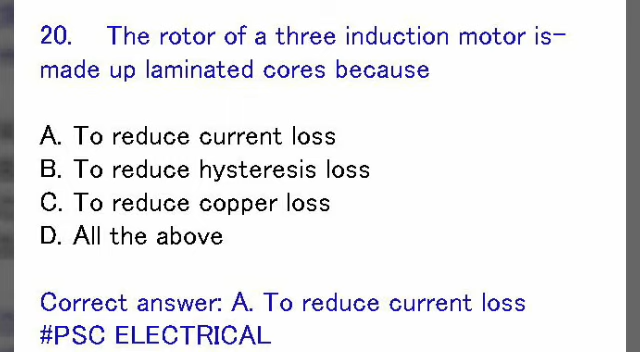 20. The rotor of a three induction motor is-
made up laminated cores because
A. To reduce current loss
B. To reduce hysteresis loss
C. To reduce copper loss
D. All the above
Correct answer: A. To reduce current loss
#PSC ELECTRICAL